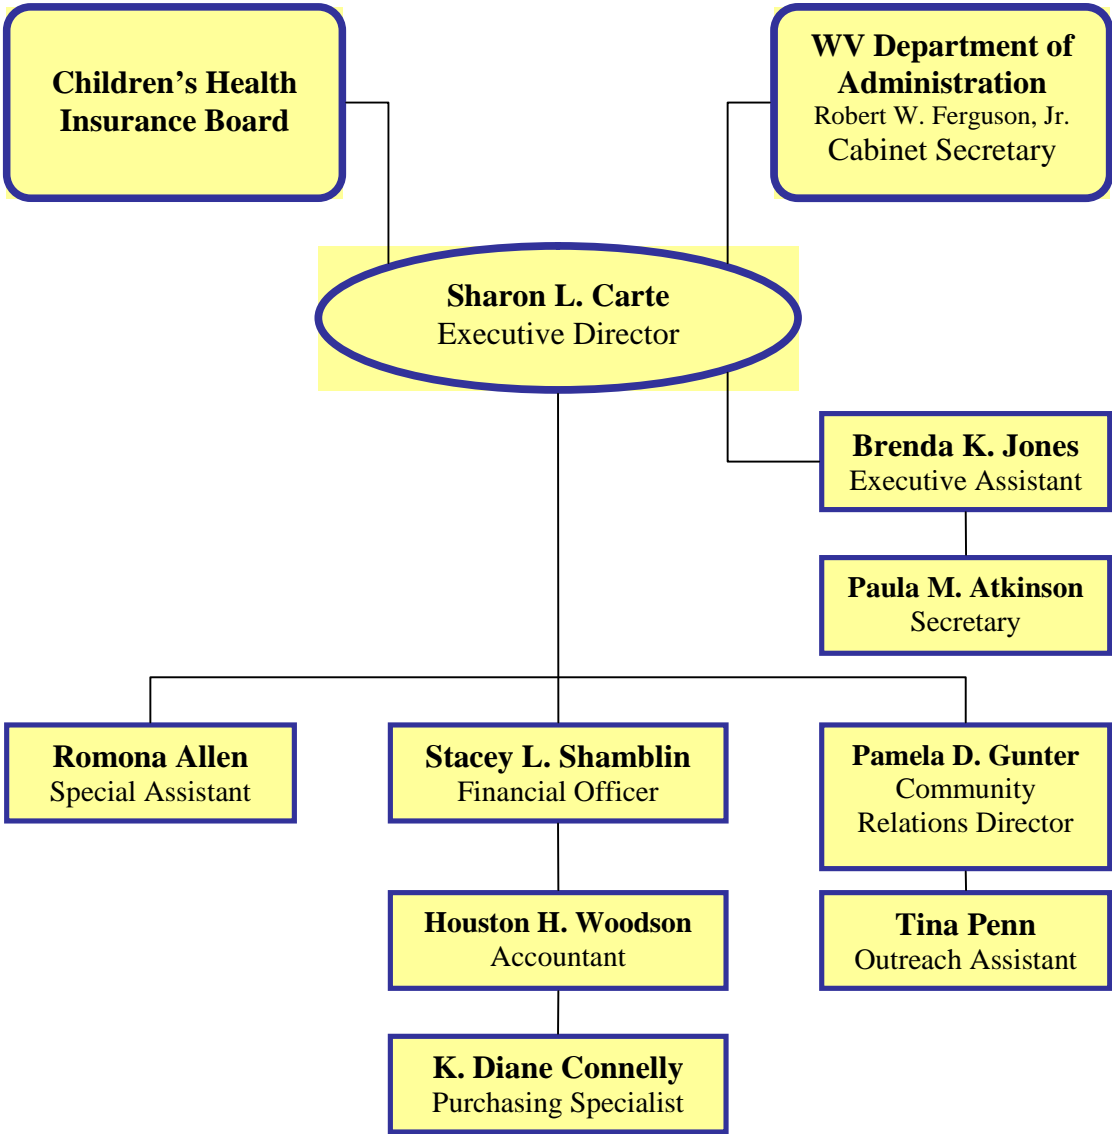 Children’s Health
Insurance Board
WV Department of
Administration
Robert W. Ferguson, Jr.
Cabinet Secretary
Sharon L. Carte
Executive Director
Brenda K. Jones
Executive Assistant
Paula M. Atkinson
Secretary
Romona Allen
Special Assistant
Stacey L. Shamblin
Financial Officer
Pamela D. Gunter
Community
Relations Director
Houston H. Woodson
Accountant
Tina Penn
Outreach Assistant
K. Diane Connelly
Purchasing Specialist